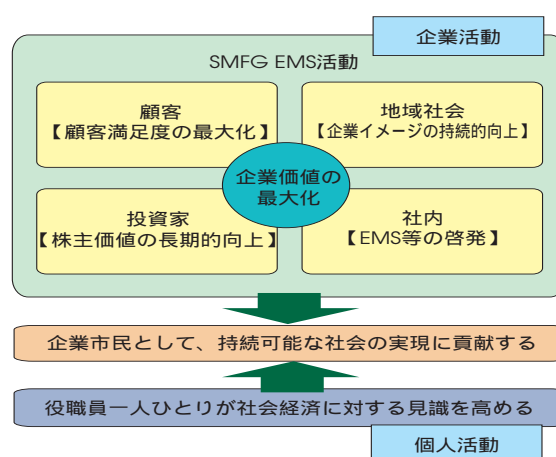 企業活動
SMFG EMS活動
顧客
【顧客満足度の最大化】
地域社会
【企業イメージの持続的向上】
企業価値の
最大化
投資家
【株主価値の長期的向上】
社内
【EMS等の啓発】
企業市民として、持続可能な社会の実現に貢献する
役職員一人ひとりが社会経済に対する見識を高める
個人活動